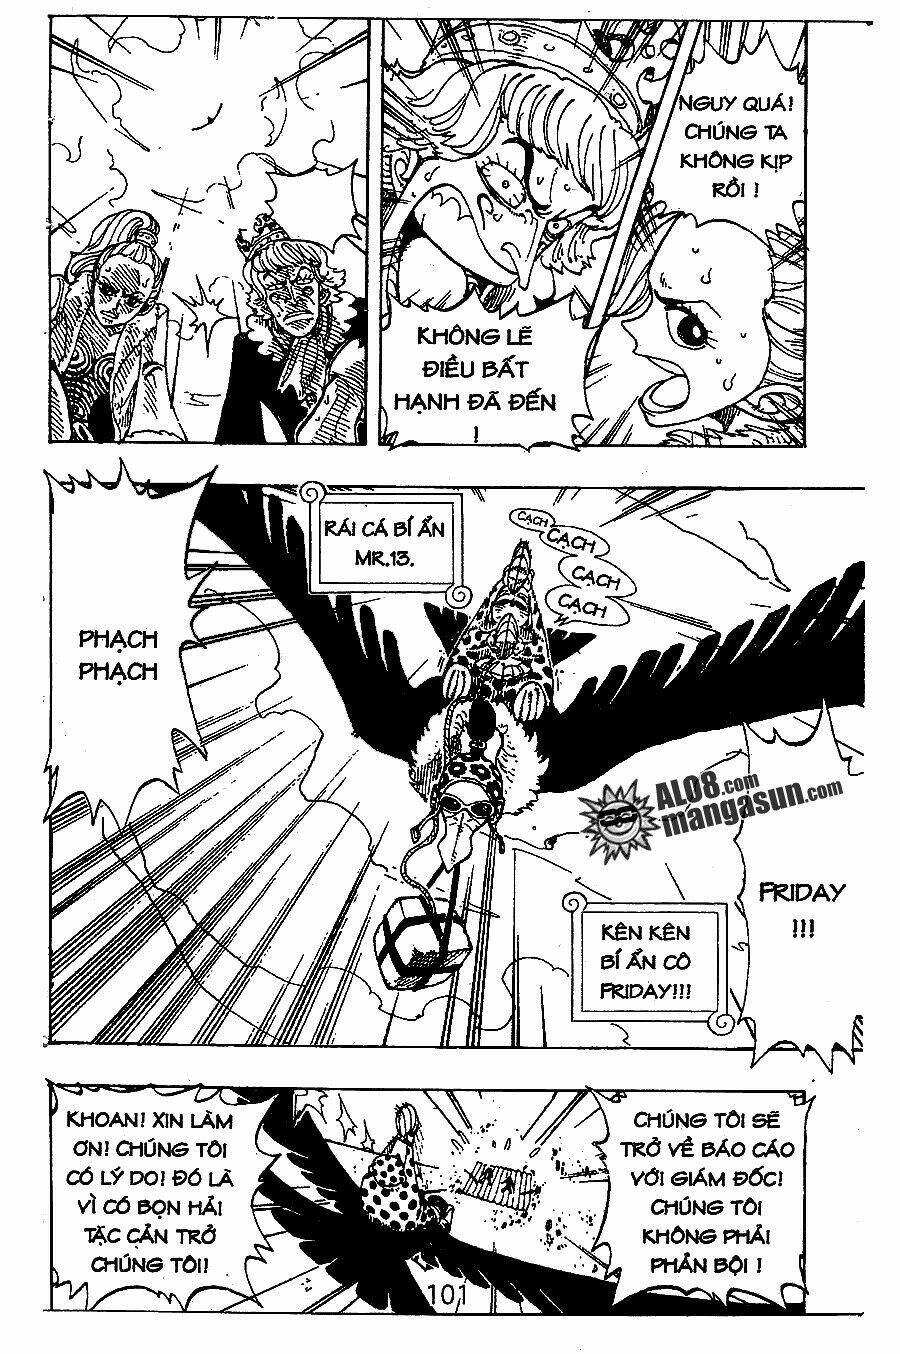 NGUY QUÁ!
CHÚNG TA
KHÔNG KỊP
RỒI !
KHÔNG LẼ
ĐIỀU BẤT
HẠNH ĐÃ ĐẾN
!
RÁI CÁ BÍ ẨN
MR.13.
CẠCH
CẠCH
CẠCH
CẠCH
PHẠCH
PHẠCH
AL08.com
mangasun.com
FRIDAY
!!!
KÊN KÊN
BÍ ẨN CÔ
FRIDAY!!!
KHOAN! XIN LÀM
ƠN! CHÚNG TÔI
CÓ LÝ DO! ĐÓ LÀ
VÌ CÓ BỌN HẢI
TẶC CẢN TRỞ
CHÚNG TÔI!
CHÚNG TÔI SẼ
TRỞ VỀ BÁO CÁO
VỚI GIÁM ĐỐC!
CHÚNG TÔI
KHÔNG PHẢI
PHẢN BỘI !
101